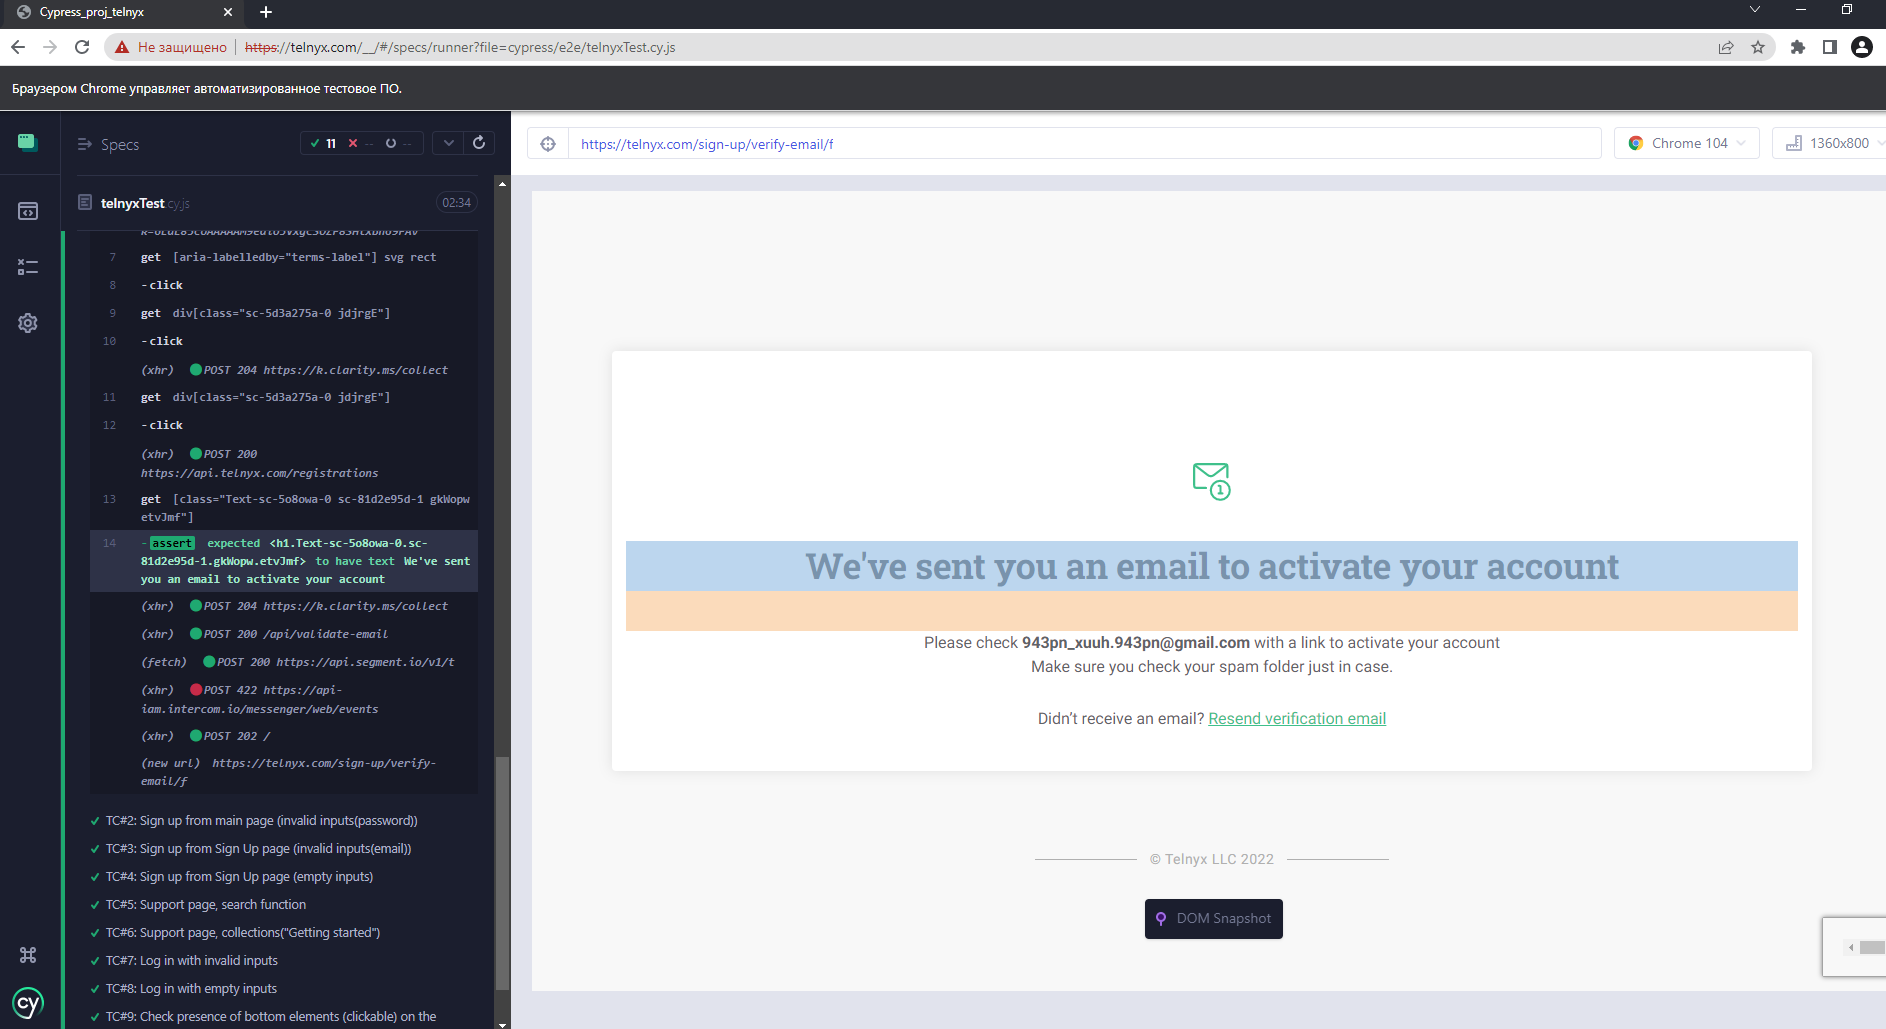 Cypress_proj_telnyx
Не защищено https://telnyx.com/__/#/specs/runner?file=cypress/e2e/telnyxTest.cy.js
Браузером Chrome управляет автоматизированное тестовое ПО.
Specs
11 -- --
https://telnyx.com/sign-up/verify-email/f
Chrome 104
1360x800
telnyxTest cy.js
02:34
7 get [aria-labelledby="terms-label"] svg rect
8 -click
9 get div[class="sc-5d3a275a-0 jdjrgE"]
10 -click
(xhr) POST 204 https://k.clarity.ms/collect
11 get div[class="sc-5d3a275a-0 jdjrgE"]
12 -click
(xhr) POST 200
https://api.telnyx.com/registrations
13 get [class="Text-sc-5o8owa-0 sc-81d2e95d-1 gkWopw
etvJmf"]
14 -assert expected <h1.Text-sc-5o8owa-0.sc-
81d2e95d-1.gkWopw.etvJmf> to have text We've sent
you an email to activate your account
(xhr) POST 204 https://k.clarity.ms/collect
(xhr) POST 200 /api/validate-email
(fetch) POST 200 https://api.segment.io/v1/t
(xhr) POST 422 https://api-
iam.intercom.io/messenger/web/events
(xhr) POST 202 /
(new url) https://telnyx.com/sign-up/verify-
email/f
TC#2: Sign up from main page (invalid inputs(password))
TC#3: Sign up from Sign Up page (invalid inputs(email))
TC#4: Sign up from Sign Up page (empty inputs)
TC#5: Support page, search function
TC#6: Support page, collections("Getting started")
TC#7: Log in with invalid inputs
TC#8: Log in with empty inputs
TC#9: Check presence of bottom elements (clickable) on the
cy
1
We've sent you an email to activate your account
Please check 943pn_xuuh.943pn@gmail.com with a link to activate your account
Make sure you check your spam folder just in case.
Didn't receive an email? Resend verification email
© Telnyx LLC 2022
DOM Snapshot